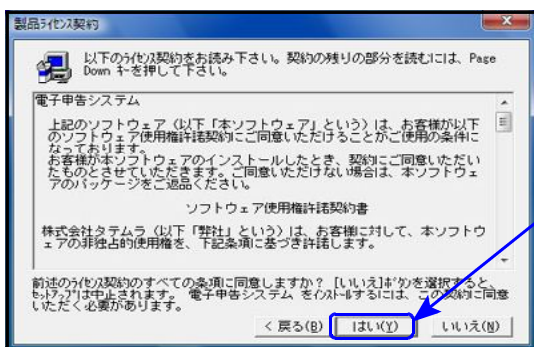 製品ﾗｲｾﾝｽ契約
以下のﾗｲｾﾝｽ契約をお読み下さい。契約の残りの部分を読むには、Page
Down キーを押して下さい。
電子申告システム
上記のソフトウェア（以下「本ソフトウェア」という）は、お客様が以下
のソフトウェア使用権許諾契約にご同意いただけることがご使用の条件に
なっております。
お客様が本ソフトウェアのインストールしたとき、契約にご同意いただい
たものとさせていただきます。ご同意いただけない場合は、本ソフトウェ
アのパッケージをご返品ください。
ソフトウェア使用権許諾契約書
株式会社タテムラ（以下「弊社」という）は、お客様に対して、本ソフトウ
ェアの非独占的使用権を、下記条項に基づき許諾します。
前述のﾗｲｾﾝｽ契約のすべての条項に同意しますか？ [いいえ]ﾎﾞﾀﾝを選択すると、
ｾｯﾄｱｯﾌﾟは中止されます。 電子申告システム をｲﾝｽﾄｰﾙするには、この契約に同意
いただく必要があります。
< 戻る(B) はい(Y) いいえ(N)